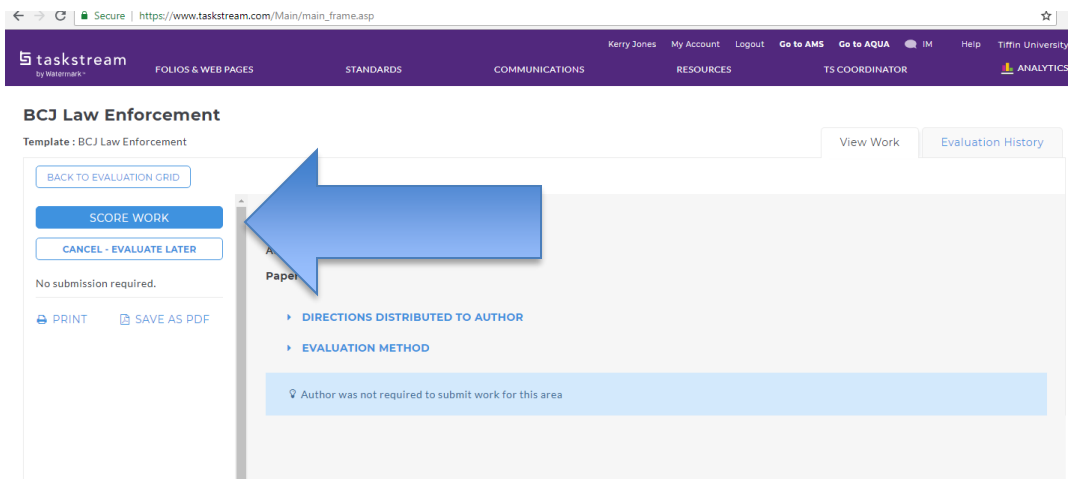 Secure | https://www.taskstream.com/Main/main_frame.asp
Kerry Jones My Account Logout Go to AMS Go to AQUA IM Help Tiffin University
taskstream
by Watermark™
FOLIOS & WEB PAGES STANDARDS COMMUNICATIONS RESOURCES TS COORDINATOR ANALYTICS
BCJ Law Enforcement
Template : BCJ Law Enforcement
View Work Evaluation History
BACK TO EVALUATION GRID
SCORE WORK
CANCEL - EVALUATE LATER
Paper
No submission required.
PRINT SAVE AS PDF
DIRECTIONS DISTRIBUTED TO AUTHOR
EVALUATION METHOD
Author was not required to submit work for this area